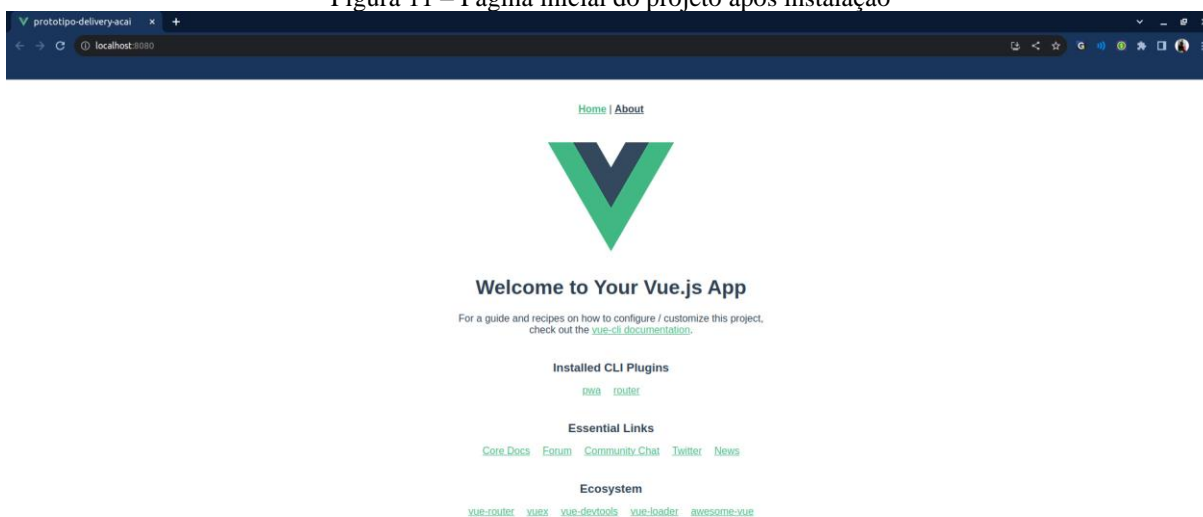 Figura 11 – Página inicial do projeto após instalação
prototipo-delivery-acai
localhost:8080
Home | About
Welcome to Your Vue.js App
For a guide and recipes on how to configure / customize this project,
check out the vue-cli documentation.
Installed CLI Plugins
pwa router
Essential Links
Core Docs Forum Community Chat Twitter News
Ecosystem
vue-router vuex vue-devtools vue-loader awesome-vue